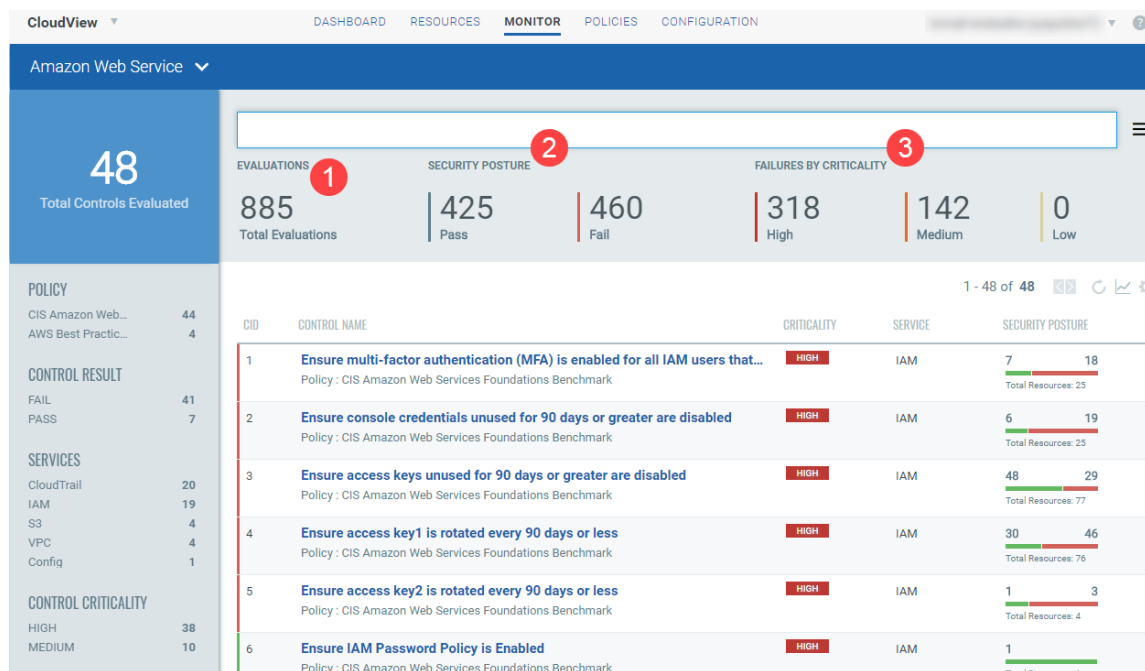 CloudView
DASHBOARD RESOURCES MONITOR POLICIES CONFIGURATION
?
Amazon Web Service
48
Total Controls Evaluated
EVALUATIONS 1 SECURITY POSTURE 2 FAILURES BY CRITICALITY 3
885 425 460 318 142 0
Total Evaluations Pass Fail High Medium Low
POLICY
CIS Amazon Web... 44
AWS Best Practic... 4
CONTROL RESULT
FAIL 41
PASS 7
SERVICES
CloudTrail 20
IAM 19
S3 4
VPC 4
Config 1
CONTROL CRITICALITY
HIGH 38
MEDIUM 10
1 - 48 of 48
CID CONTROL NAME CRITICALITY SERVICE SECURITY POSTURE
1 Ensure multi-factor authentication (MFA) is enabled for all IAM users that... HIGH IAM 7 18
Policy : CIS Amazon Web Services Foundations Benchmark Total Resources: 25
2 Ensure console credentials unused for 90 days or greater are disabled HIGH IAM 6 19
Policy : CIS Amazon Web Services Foundations Benchmark Total Resources: 25
3 Ensure access keys unused for 90 days or greater are disabled HIGH IAM 48 29
Policy : CIS Amazon Web Services Foundations Benchmark Total Resources: 77
4 Ensure access key1 is rotated every 90 days or less HIGH IAM 30 46
Policy : CIS Amazon Web Services Foundations Benchmark Total Resources: 76
5 Ensure access key2 is rotated every 90 days or less HIGH IAM 1 3
Policy : CIS Amazon Web Services Foundations Benchmark Total Resources: 4
6 Ensure IAM Password Policy is Enabled HIGH IAM 1
Policy : CIS Amazon Web Services Foundations Benchmark